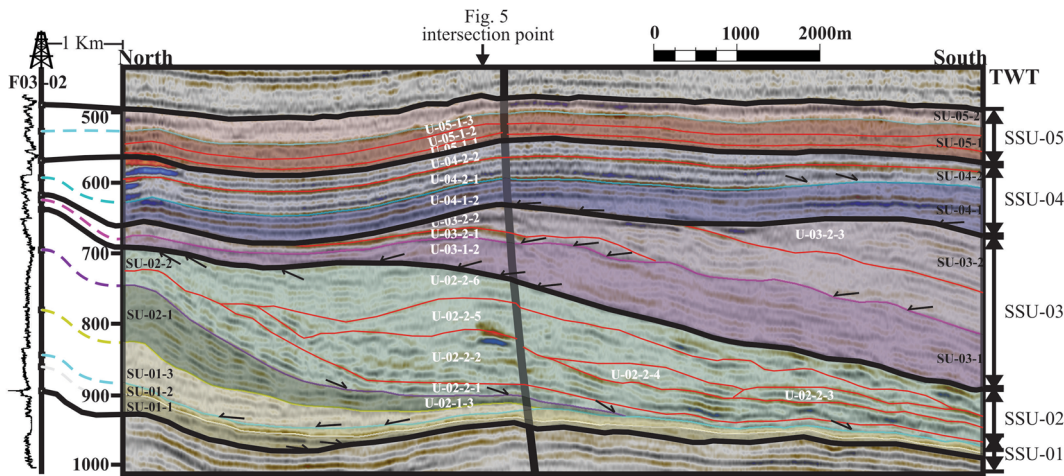 Fig. 5
intersection point
0 1000 2000m
1 Km
North
South
F03-02
TWT
500
600
700
800
900
1000
U-05-1-3
U-05-1-2
U-05-1-1
U-04-2-2
U-04-2-1
U-04-1-2
U-03-2-2
U-03-2-1
U-03-1-2
U-03-2-3
U-02-2-6
U-02-2-5
U-02-2-2
U-02-2-4
U-02-2-3
U-02-2-1
U-02-1-3
SU-02-2
SU-02-1
SU-01-3
SU-01-2
SU-01-1
SU-05-2
SU-05-1
SU-04-2
SU-04-1
SU-03-2
SU-03-1
SSU-05
SSU-04
SSU-03
SSU-02
SSU-01